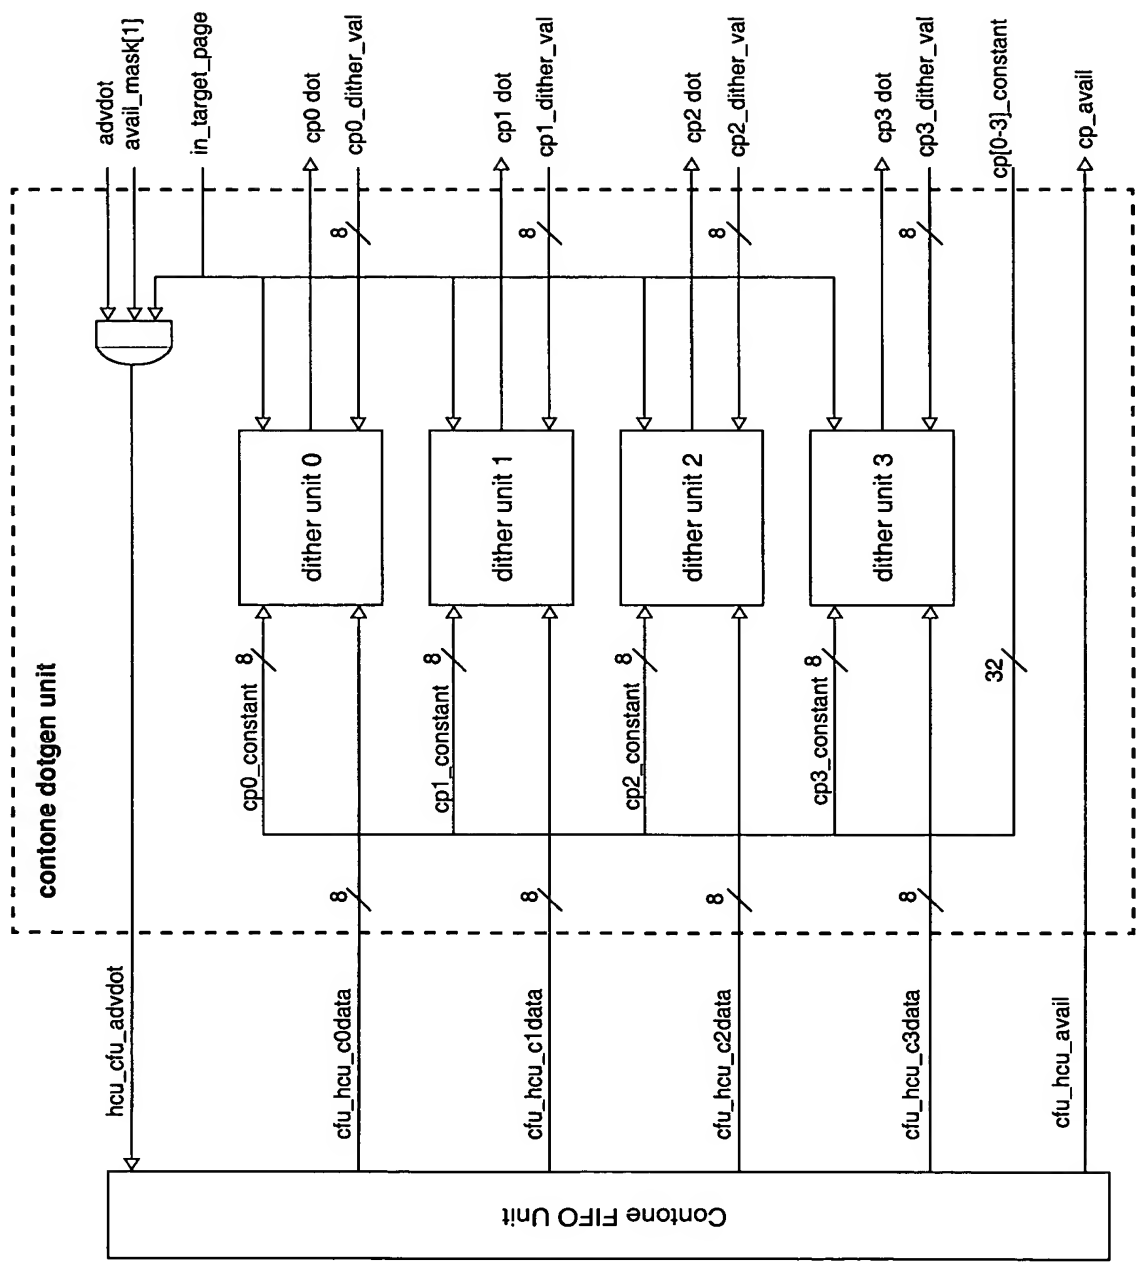 contone dotgen unit
advdot
hcu_cfu_advdot
avail_mask[1]
in_target_page
cp0_constant
8
dither unit 0
cp0 dot
cfu_hcu_c0data
8
8
cp0_dither_val
cp1_constant
8
dither unit 1
cp1 dot
cfu_hcu_c1data
8
8
cp1_dither_val
cp2_constant
8
dither unit 2
cp2 dot
cfu_hcu_c2data
8
8
cp2_dither_val
cp3_constant
8
dither unit 3
cp3 dot
cfu_hcu_c3data
8
8
cp3_dither_val
32
cp[0-3]_constant
cfu_hcu_avail
cp_avail
Contone FIFO Unit